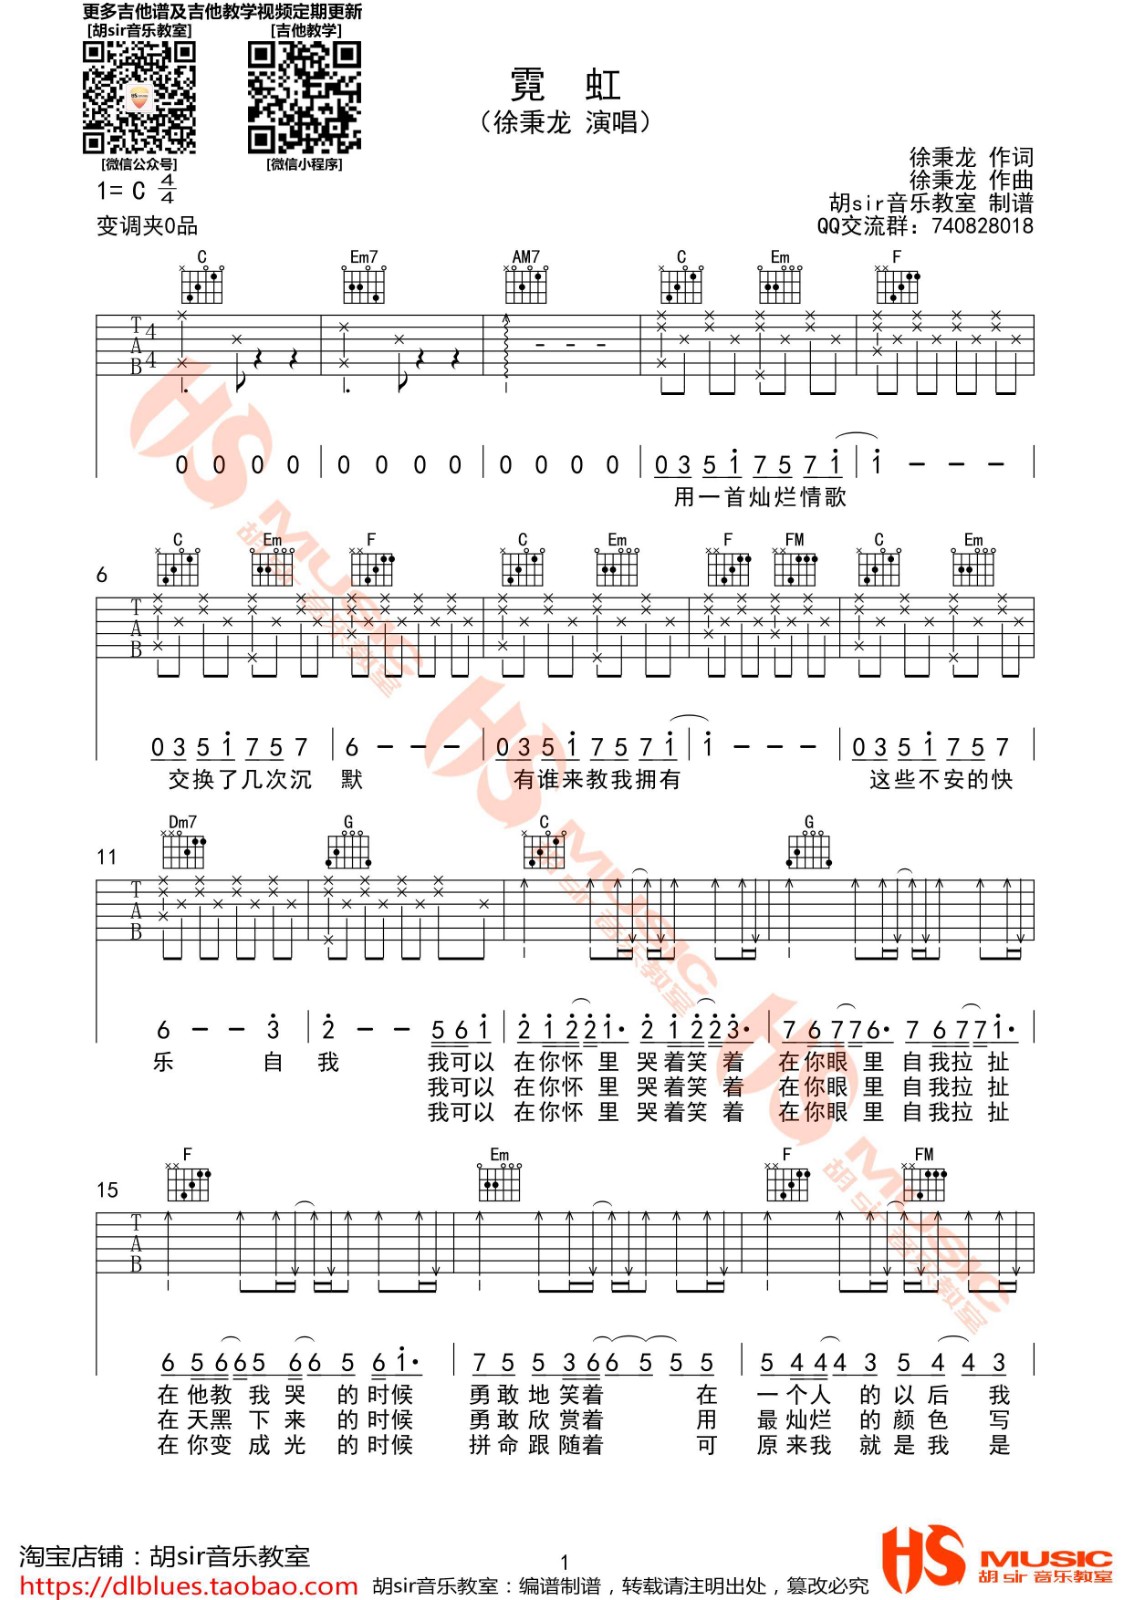 更多吉他谱及吉他教学视频定期更新
[胡sir音乐教室] [吉他教学]
[微信公众号] [微信小程序]
霓 虹
（徐秉龙 演唱）
徐秉龙 作词
徐秉龙 作曲
胡sir音乐教室 制谱
QQ交流群：740828018
1= C 4/4
变调夹0品
C Em7 AM7 C Em F
T A B 4 4
0 0 0 0 0 0 0 0 0 0 0 0 0 3 5 1 7 5 7 1 1 - - -
用一首灿烂情歌
C Em F C Em F FM C Em
6
T A B
0 3 5 1 7 5 7 6 - - - 0 3 5 1 7 5 7 1 1 - - - 0 3 5 1 7 5 7
交换了几次沉 默 有谁来教我拥有 这些不安的快
Dm7 G C G
11
T A B
6 - - 3 2 - - 5 6 1 2 1 2 2 1· 2 1 2 2 3· 7 6 7 7 6· 7 6 7 7 1·
乐 自 我 我可以 在你怀 里 哭着笑 着 在你眼 里 自我拉 扯
我可以 在你怀 里 哭着笑 着 在你眼 里 自我拉 扯
我可以 在你怀 里 哭着笑 着 在你眼 里 自我拉 扯
F Em F FM
15
T A B
6 5 6 6 5 6 6 5 6 1· 7 5 5 3 6 6 5 5 5 5 4 4 4 3 5 4 4 3
在 他教 我 哭 的 时候 勇敢地笑着 在 一个人 的以后 我
在 天黑 下 来 的 时候 勇敢欣赏着 用 最灿烂 的颜色 写
在 你变 成 光 的 时候 拼命跟随着 可 原来我 就是我 是
淘宝店铺：胡sir音乐教室
https://dlblues.taobao.com
1
胡sir音乐教室：编谱制谱，转载请注明出处，篡改必究
HS MUSIC
胡 sir 音乐教室